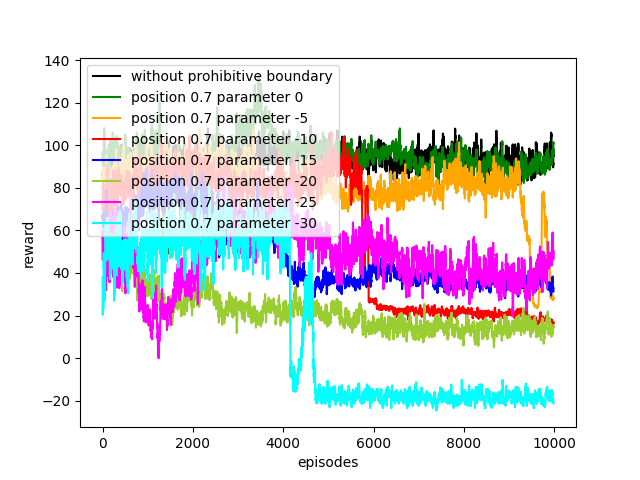 140
120
100
80
60
40
20
0
−20
reward
without prohibitive boundary
position 0.7 parameter 0
position 0.7 parameter -5
position 0.7 parameter -10
position 0.7 parameter -15
position 0.7 parameter -20
position 0.7 parameter -25
position 0.7 parameter -30
0 2000 4000 6000 8000 10000
episodes